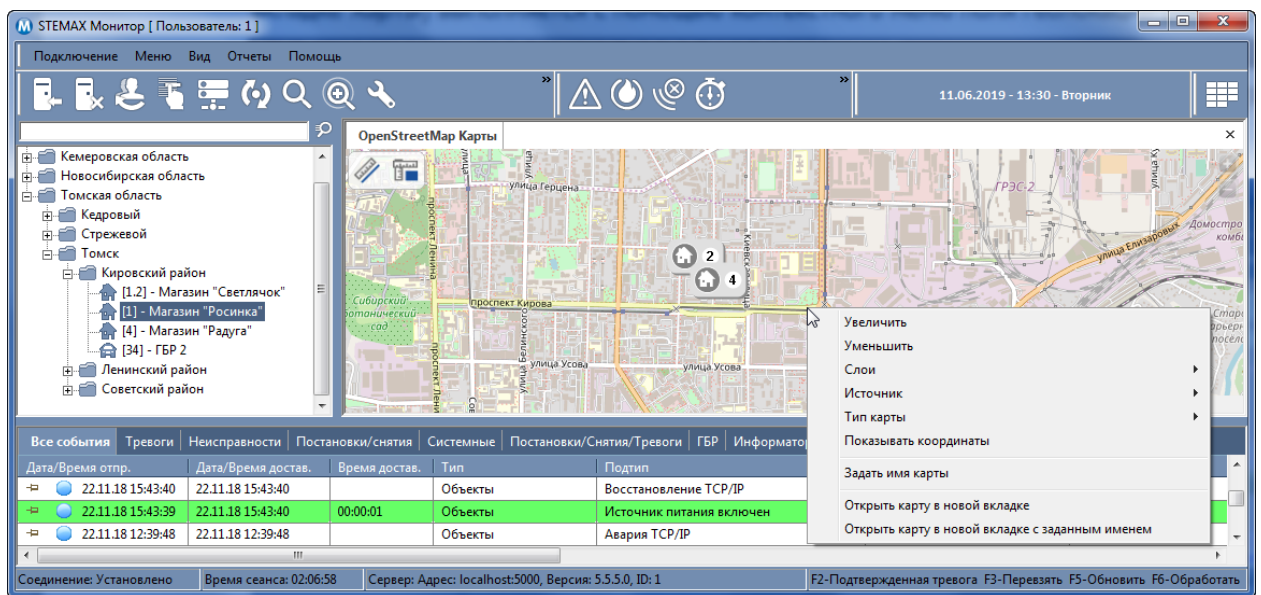 STEMAX Монитор [ Пользователь: 1 ]
Подключение Меню Вид Отчеты Помощь
» » 11.06.2019 - 13:30 - Вторник
OpenStreetMap Карты
Кемеровская область
Новосибирская область
Томская область
Кедровый
Стрежевой
Томск
Кировский район
[1.2] - Магазин "Светлячок"
[1] - Магазин "Росинка"
[4] - Магазин "Радуга"
[34] - ГБР 2
Ленинский район
Советский район
улица Герцена
ГРЭС-2
проспект Ленина
Киевская
улица Елизаровых
2
4
Сибирский
ботанический
сад
проспект Кирова
улица Белинского
улица Усова
улица Усова
Увеличить
Уменьшить
Слои
Источник
Тип карты
Показывать координаты
Задать имя карты
Открыть карту в новой вкладке
Открыть карту в новой вкладке с заданным именем
Все события Тревоги Неисправности Постановки/снятия Системные Постановки/Снятия/Тревоги ГБР
Дата/Время отпр. Дата/Время достав. Время достав. Тип Подтип
22.11.18 15:43:40 22.11.18 15:43:40 Объекты Восстановление TCP/IP
22.11.18 15:43:39 22.11.18 15:43:40 00:00:01 Объекты Источник питания включен
22.11.18 12:39:48 22.11.18 12:39:48 Объекты Авария TCP/IP
Соединение: Установлено Время сеанса: 02:06:58 Сервер: Адрес: localhost:5000, Версия: 5.5.5.0, ID: 1 F2-Подтвержденная тревога F3-Перевзять F5-Обновить F6-Обработать